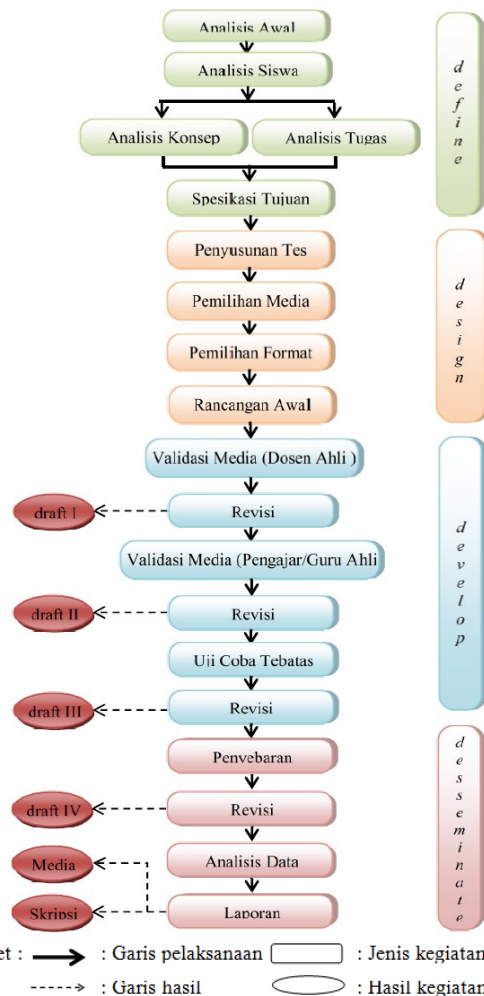 Analisis Awal
Analisis Siswa
Analisis Konsep
Analisis Tugas
Spesikasi Tujuan
define
Penyusunan Tes
Pemilihan Media
Pemilihan Format
Rancangan Awal
design
Validasi Media (Dosen Ahli )
draft I
Revisi
Validasi Media (Pengajar/Guru Ahli
draft II
Revisi
Uji Coba Tebatas
draft III
Revisi
develop
Penyebaran
draft IV
Revisi
Media
Analisis Data
Skripsi
Laporan
desseminate
et : : Garis pelaksanaan : Jenis kegiatan
: Garis hasil : Hasil kegiatan